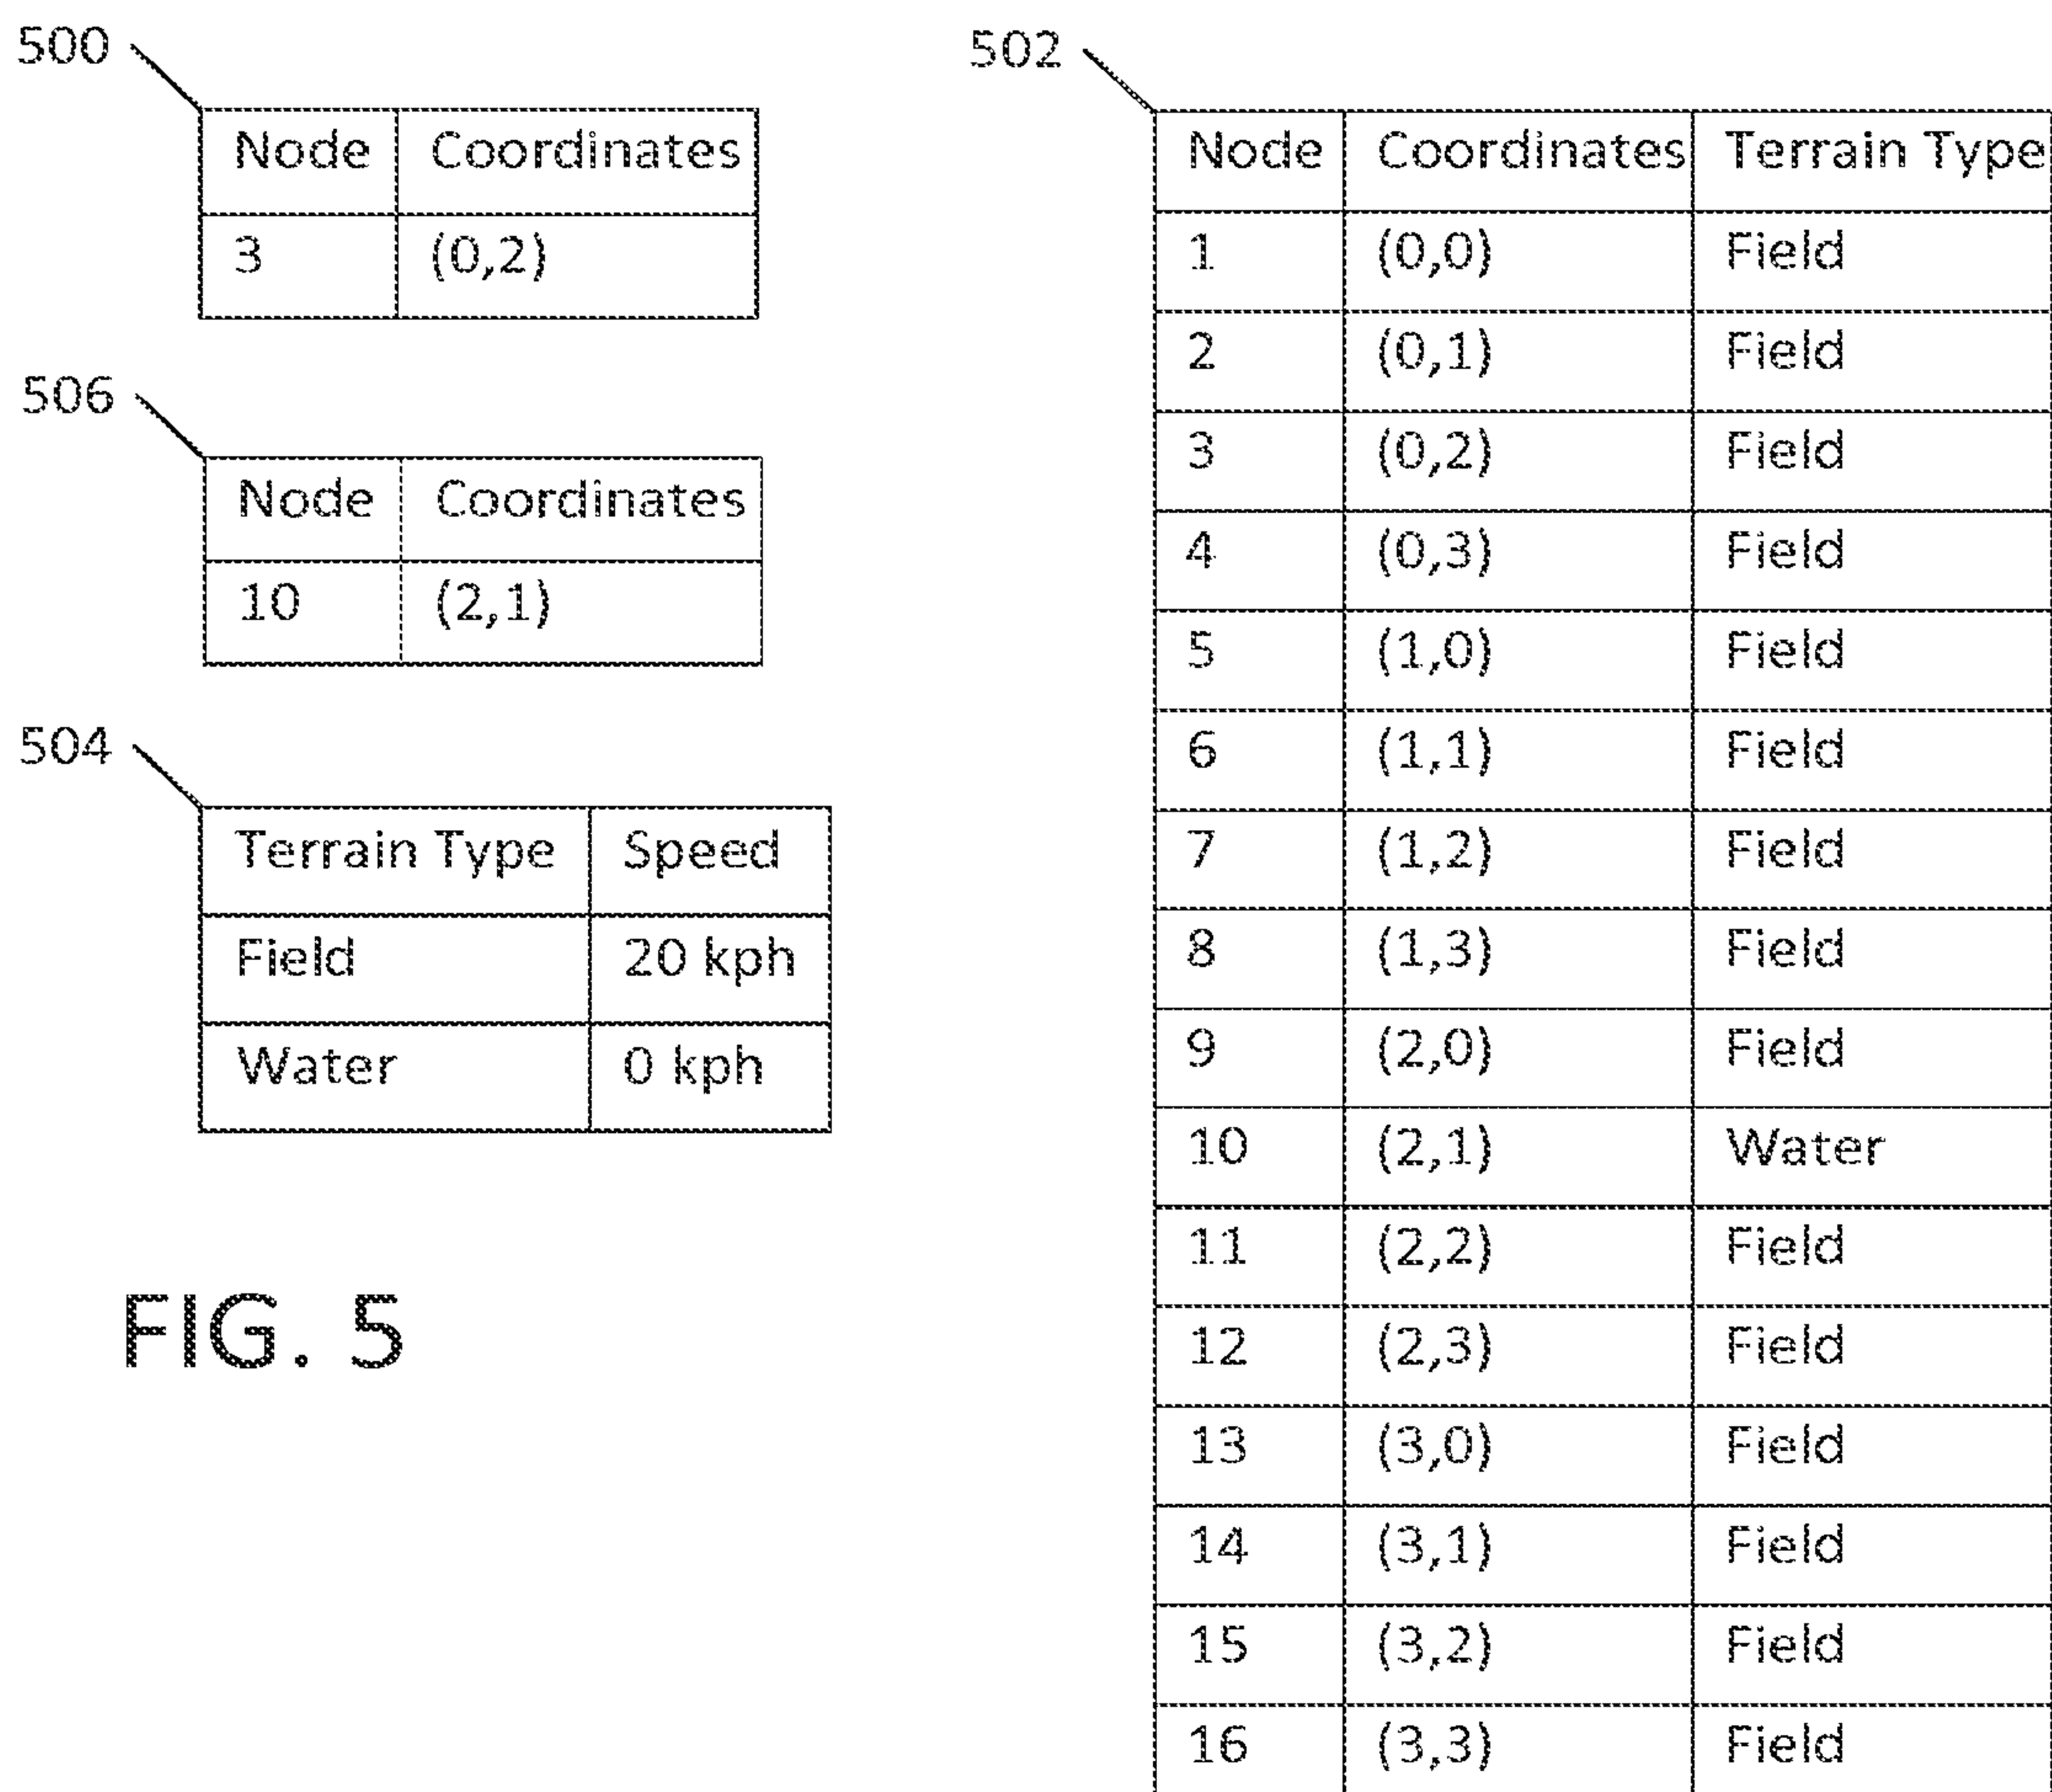 500
Node Coordinates
3 (0,2)
506
Node Coordinates
10 (2,1)
504
Terrain Type Speed
Field 20 kph
Water 0 kph
FIG. 5
502
Node Coordinates Terrain Type
1 (0,0) Field
2 (0,1) Field
3 (0,2) Field
4 (0,3) Field
5 (1,0) Field
6 (1,1) Field
7 (1,2) Field
8 (1,3) Field
9 (2,0) Field
10 (2,1) Water
11 (2,2) Field
12 (2,3) Field
13 (3,0) Field
14 (3,1) Field
15 (3,2) Field
16 (3,3) Field